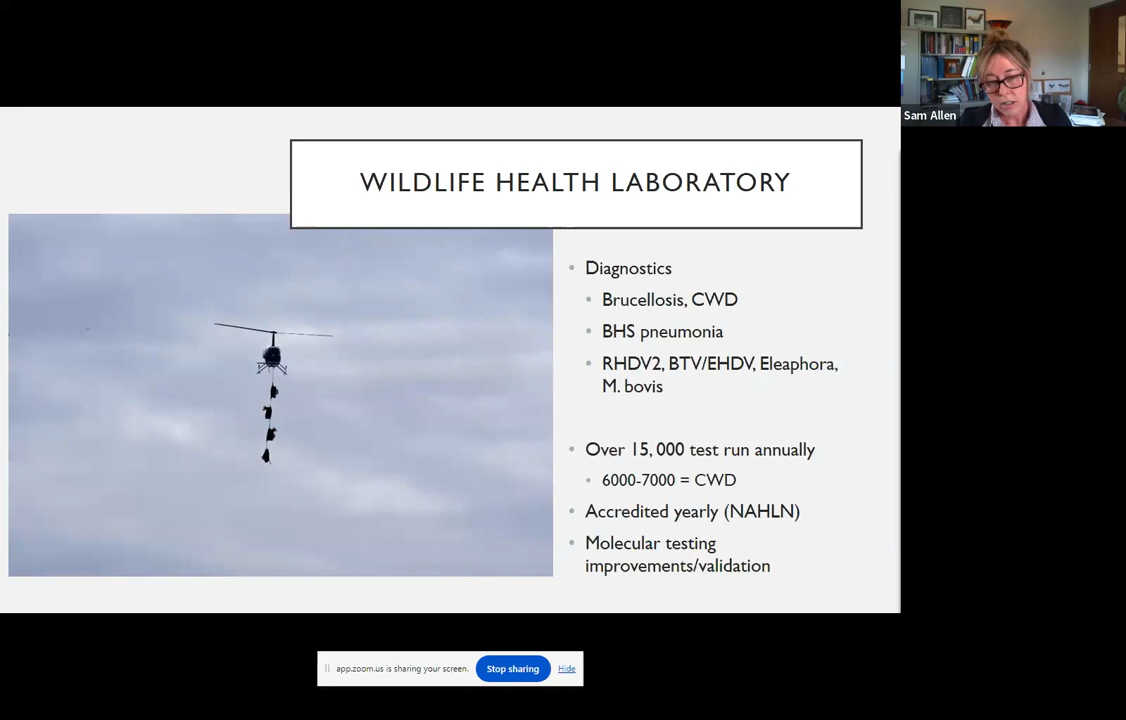 Sam Allen
WILDLIFE HEALTH LABORATORY
Diagnostics
Brucellosis, CWD
BHS pneumonia
RHDV2, BTV/EHDV, Eleaphora,
M. bovis
Over 15, 000 test run annually
6000-7000 = CWD
Accredited yearly (NAHLN)
Molecular testing
improvements/validation
app.zoom.us is sharing your screen. Stop sharing Hide